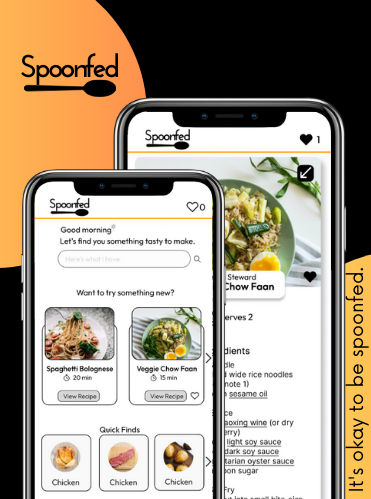 Spoonfed
Spoonfed
♥ 1
Spoonfed
♡ 0
Good morning
Let's find you something tasty to make.
Here's what I have
Want to try something new?
Spaghetti Bolognese
20 min
View Recipe
Veggie Chow Faan
15 min
View Recipe
Quick Finds
Chicken
Chicken
Chicken
Steward
Chow Faan
erves 2
dients
dle
d wide rice noodles
note 1)
n sesame oil
ce
aoxing wine (or dry
erry)
light soy sauce
dark soy sauce
tarian oyster sauce
oon sugar
Fry
It's okay to be spoonfed.